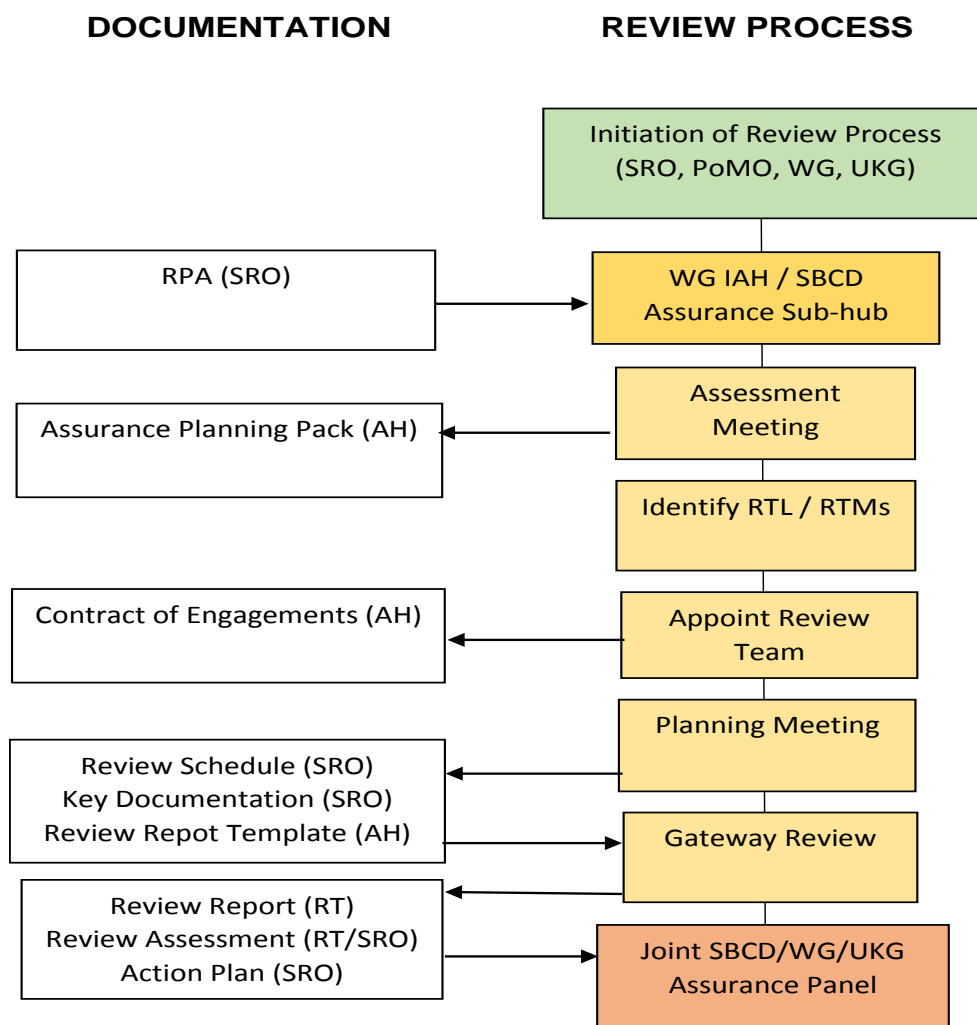 DOCUMENTATION
REVIEW PROCESS
Initiation of Review Process
(SRO, PoMO, WG, UKG)
RPA (SRO)
WG IAH / SBCD
Assurance Sub-hub
Assessment
Meeting
Assurance Planning Pack (AH)
Identify RTL / RTMs
Contract of Engagements (AH)
Appoint Review
Team
Planning Meeting
Review Schedule (SRO)
Key Documentation (SRO)
Review Repot Template (AH)
Gateway Review
Review Report (RT)
Review Assessment (RT/SRO)
Action Plan (SRO)
Joint SBCD/WG/UKG
Assurance Panel